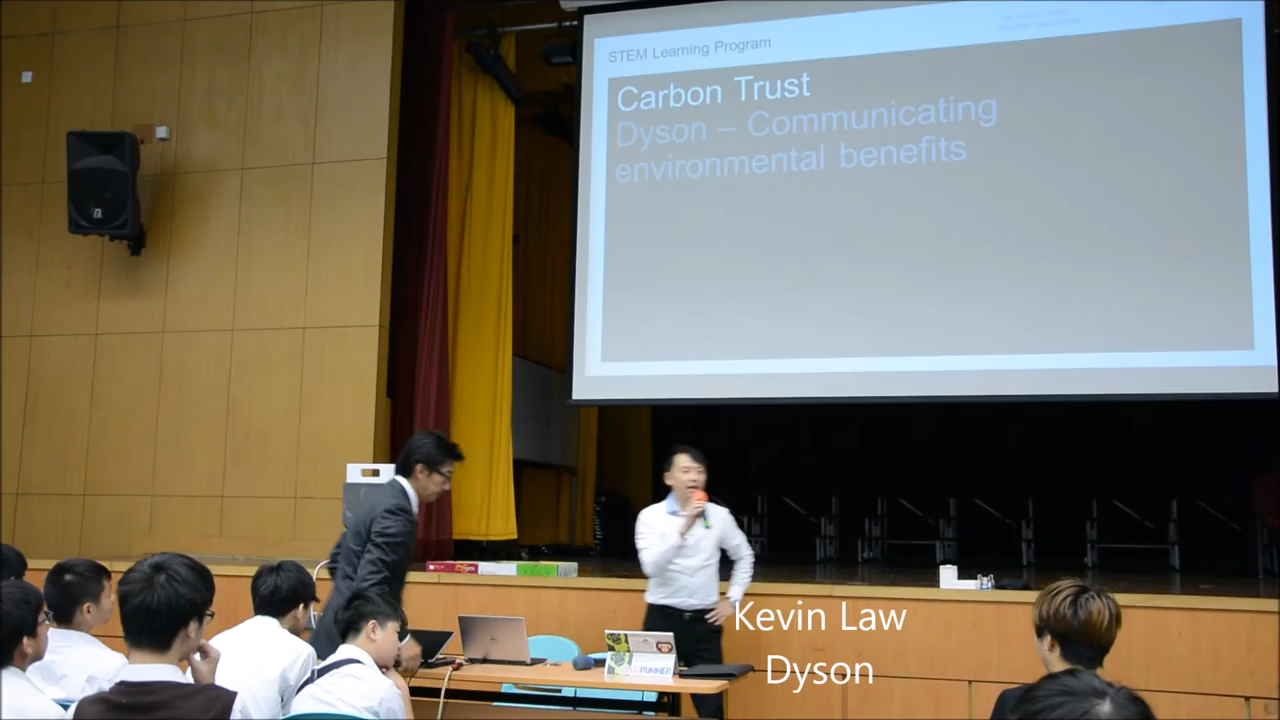 STEM Learning Program
Carbon Trust
Dyson – Communicating
environmental benefits
Kevin Law
Dyson